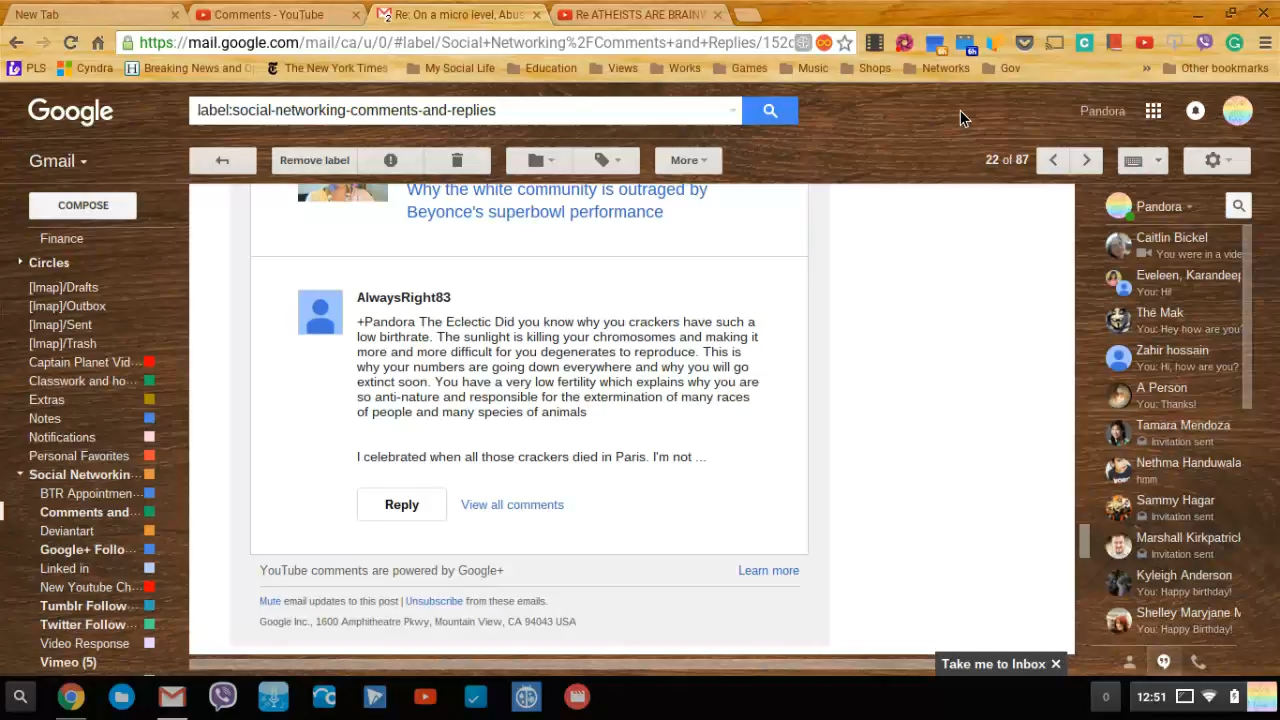 New Tab
Comments - YouTube
Re: On a micro level, Abus
Re ATHEISTS ARE BRAINW
https://mail.google.com/mail/ca/u/0/#label/Social+Networking%2FComments+and+Replies/152c
PLS
Cyndra
Breaking News and O
The New York Times
My Social Life
Education
Views
Works
Games
Music
Shops
Networks
Gov
»
Other bookmarks
Google
label:social-networking-comments-and-replies
Pandora
Gmail
Remove label
More
22 of 87
COMPOSE
Finance
Circles
[Imap]/Drafts
[Imap]/Outbox
[Imap]/Sent
[Imap]/Trash
Captain Planet Vid...
Classwork and ho...
Extras
Notes
Notifications
Personal Favorites
Social Networkin...
BTR Appointmen...
Comments and...
Deviantart
Google+ Follo...
Linked in
New Youtube Ch...
Tumblr Follow...
Twitter Follow...
Video Response
Vimeo (5)
Why the white community is outraged by
Beyonce's superbowl performance
AlwaysRight83
+Pandora The Eclectic Did you know why you crackers have such a
low birthrate. The sunlight is killing your chromosomes and making it
more and more difficult for you degenerates to reproduce. This is
why your numbers are going down everywhere and why you will go
extinct soon. You have a very low fertility which explains why you are
so anti-nature and responsible for the extermination of many races
of people and many species of animals
I celebrated when all those crackers died in Paris. I'm not ...
Reply
View all comments
YouTube comments are powered by Google+
Learn more
Mute email updates to this post | Unsubscribe from these emails.
Google Inc., 1600 Amphitheatre Pkwy, Mountain View, CA 94043 USA
Pandora
Caitlin Bickel
You were in a vide
Eveleen, Karandeep
You: Hi!
The Mak
You: Hey how are you?
Zahir hossain
You: Hi, how are you?
A Person
You: Thanks!
Tamara Mendoza
Invitation sent
Nethma Handuwala
hmm
Sammy Hagar
Invitation sent
Marshall Kirkpatrick
Invitation sent
Kyleigh Anderson
You: Happy birthday!
Shelley Maryjane M
You: Happy Birthday!
Take me to Inbox
0
12:51